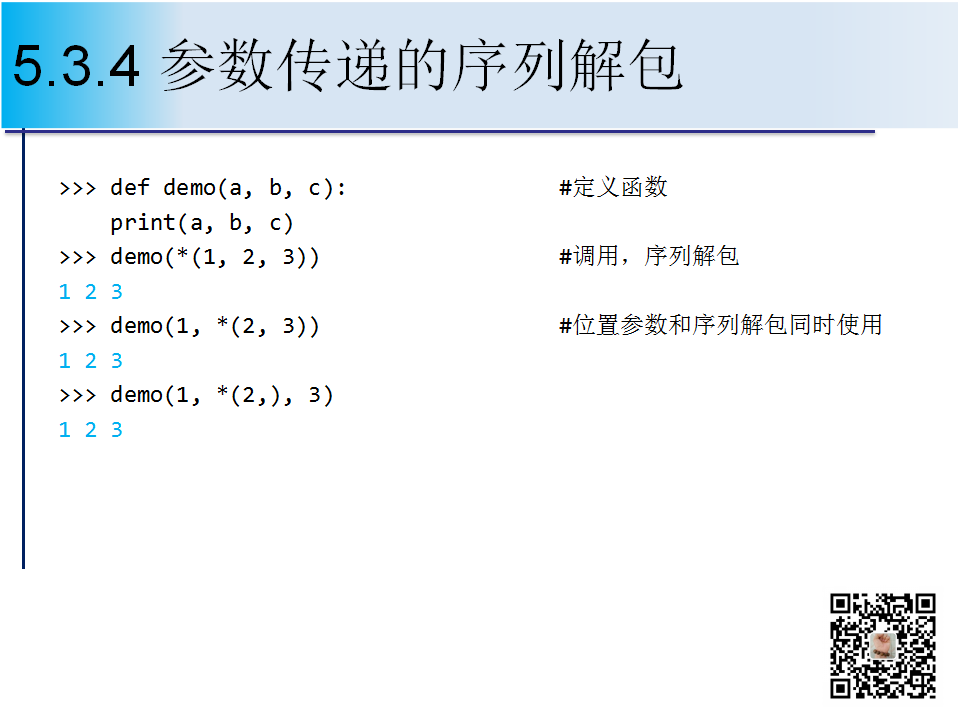 5.3.4 参数传递的序列解包
>>> def demo(a, b, c): #定义函数
    print(a, b, c)
>>> demo(*(1, 2, 3)) #调用，序列解包
1 2 3
>>> demo(1, *(2, 3)) #位置参数和序列解包同时使用
1 2 3
>>> demo(1, *(2,), 3)
1 2 3